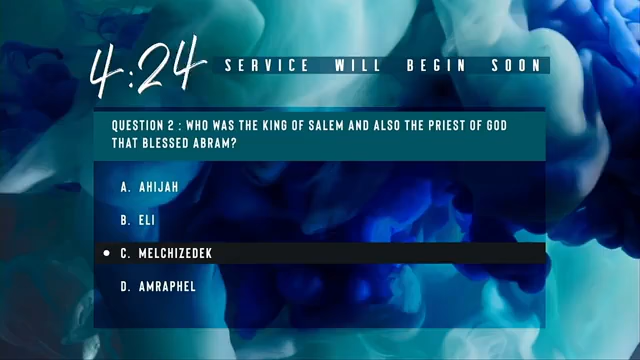 4:24 SERVICE WILL BEGIN SOON
QUESTION 2 : WHO WAS THE KING OF SALEM AND ALSO THE PRIEST OF GOD
THAT BLESSED ABRAM?
A. AHIJAH
B. ELI
C. MELCHIZEDEK
D. AMRAPHEL